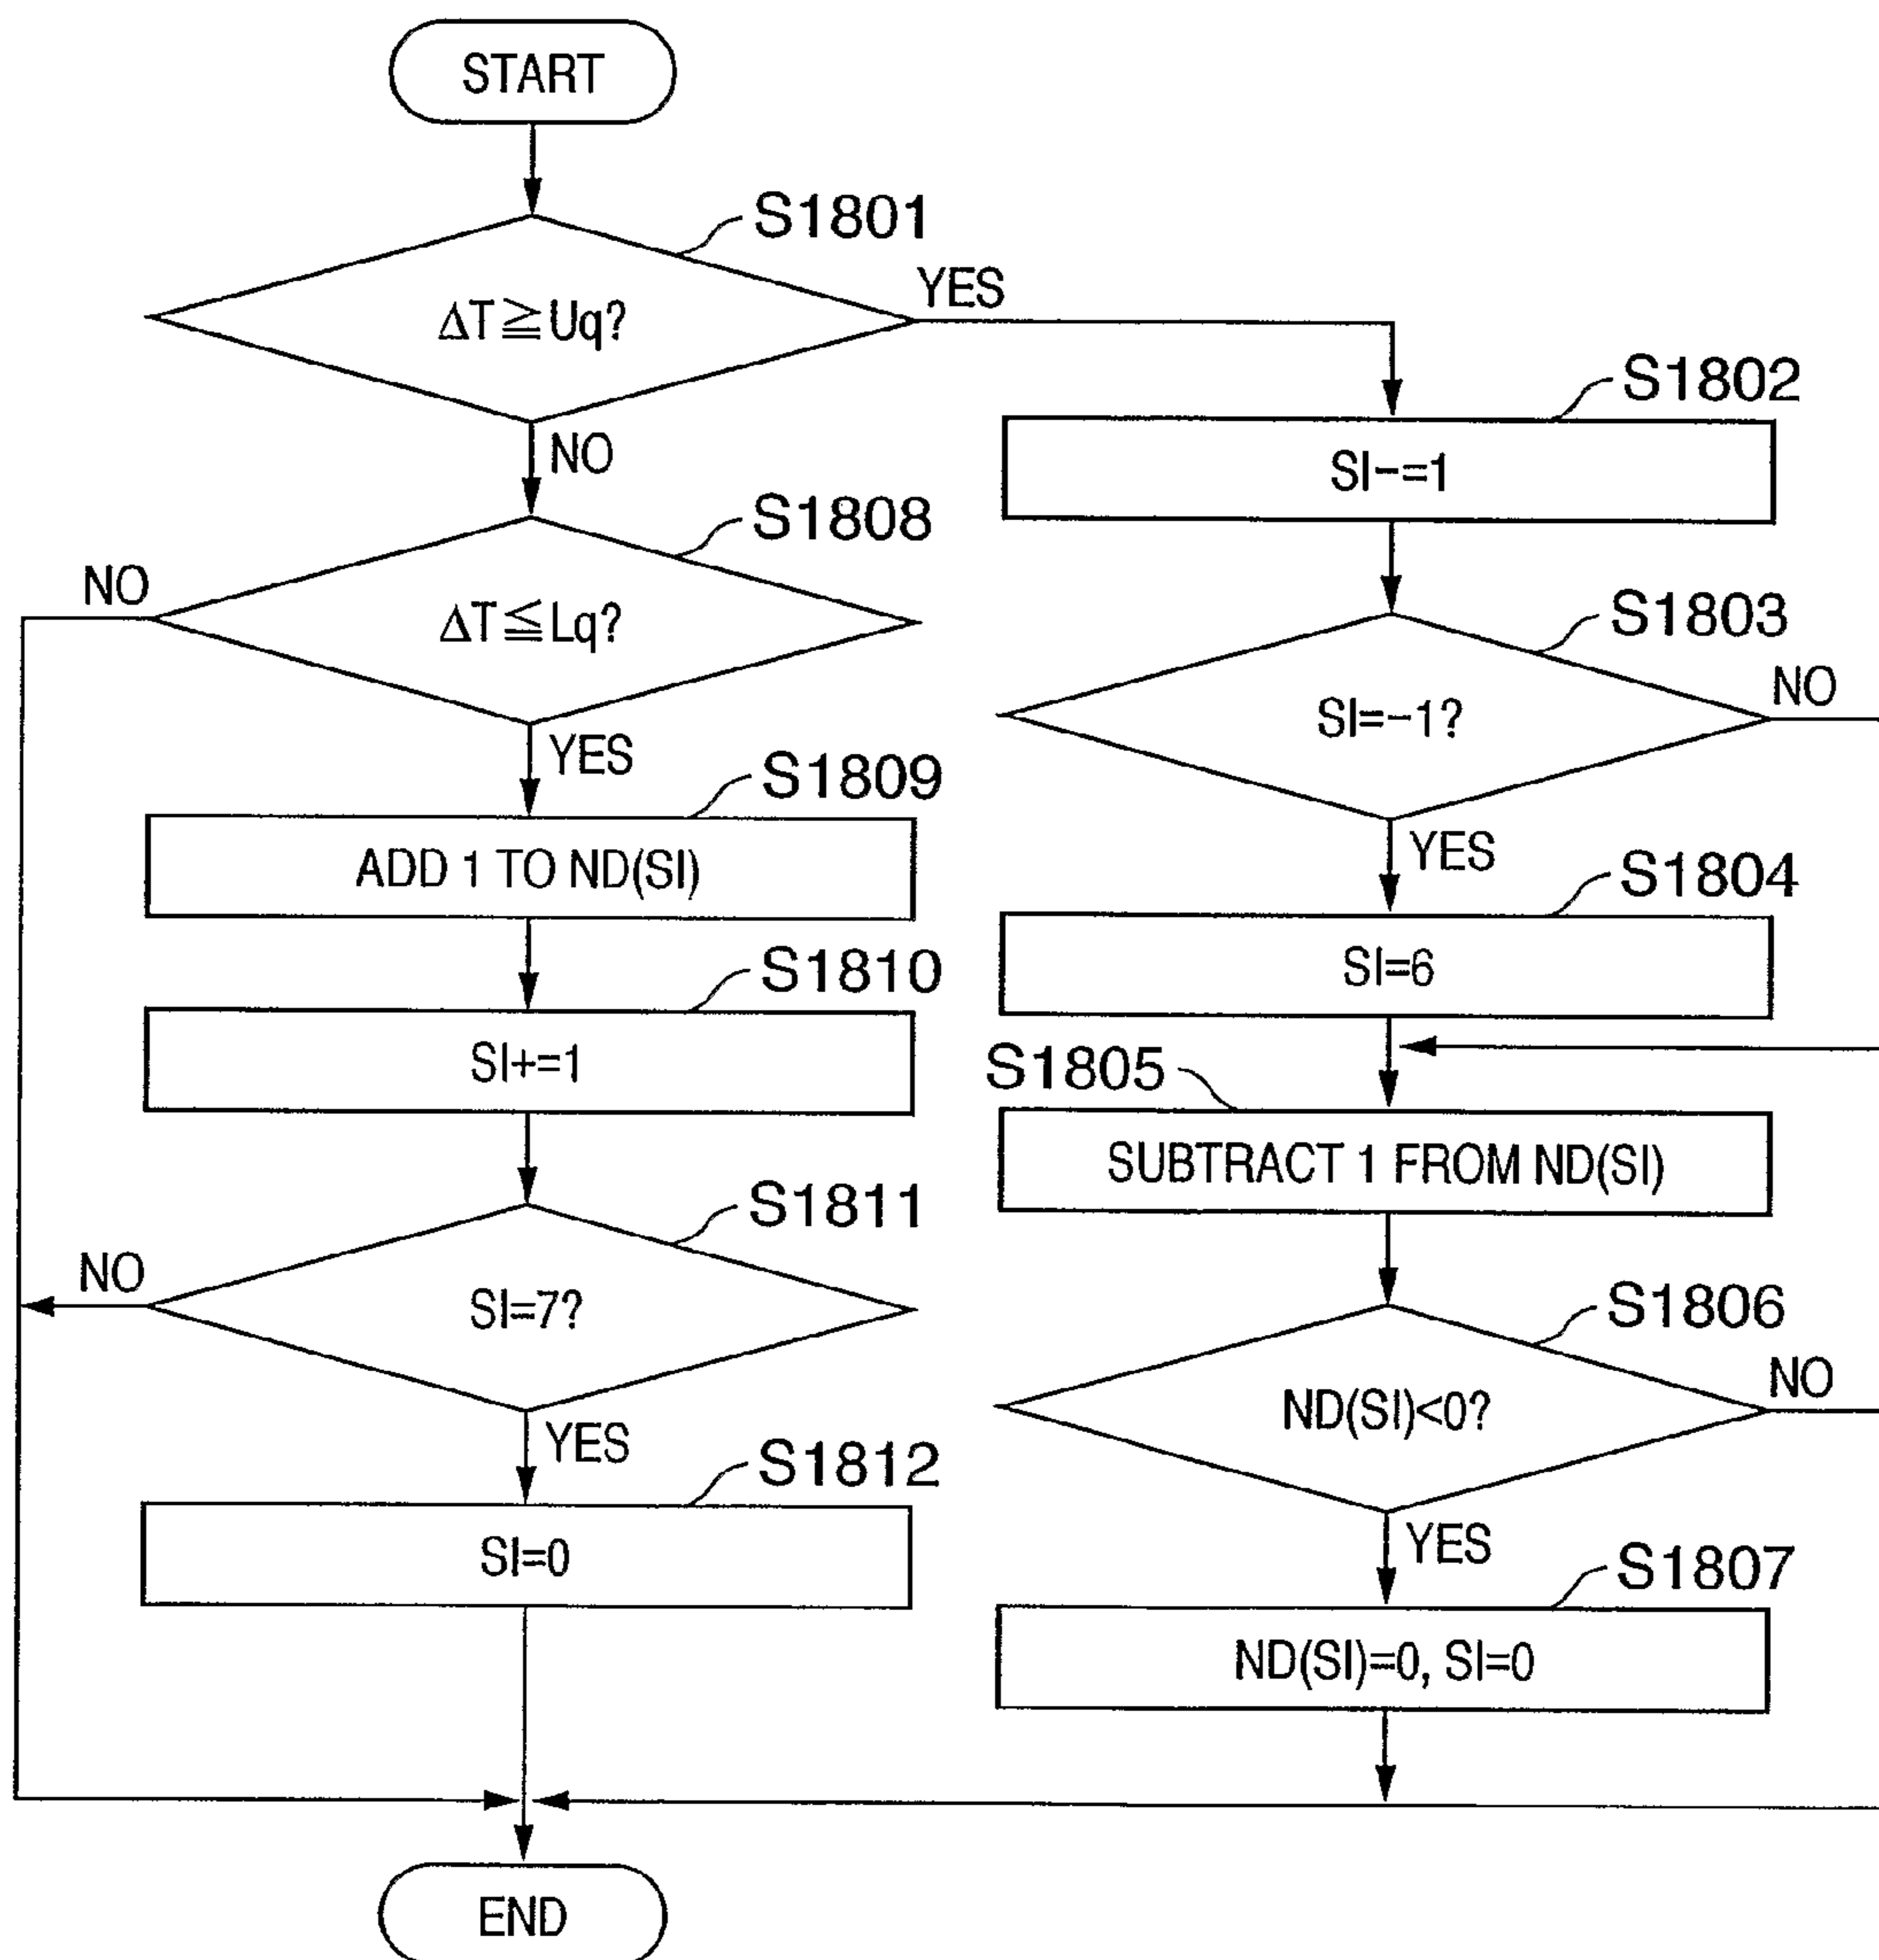 START
S1801
ΔT≧Uq?
YES
NO
S1802
SI-=1
S1808
ΔT≦Lq?
NO
YES
S1803
SI=-1?
NO
YES
S1809
ADD 1 TO ND(SI)
S1804
SI=6
S1810
SI+=1
S1805
SUBTRACT 1 FROM ND(SI)
S1811
SI=7?
NO
YES
S1806
ND(SI)<0?
NO
YES
S1812
SI=0
S1807
ND(SI)=0, SI=0
END